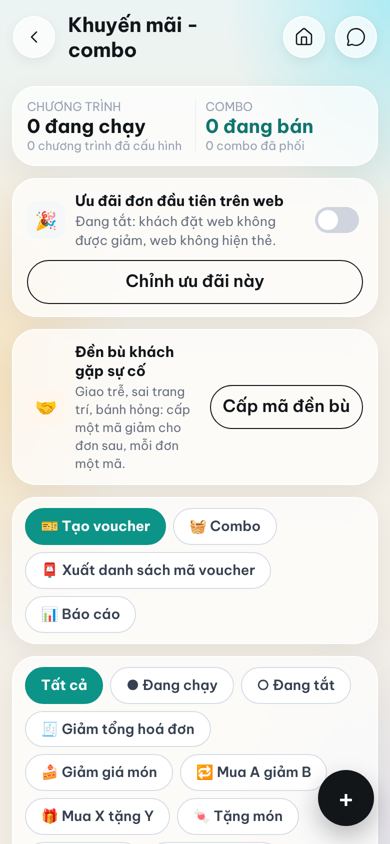 Khuyến mãi -
combo
CHƯƠNG TRÌNH
0 đang chạy
0 chương trình đã cấu hình
COMBO
0 đang bán
0 combo đã phối
Ưu đãi đơn đầu tiên trên web
Đang tắt: khách đặt web không
được giảm, web không hiện thẻ.
Chỉnh ưu đãi này
Đền bù khách
gặp sự cố
Giao trễ, sai trang
trí, bánh hỏng: cấp
một mã giảm cho
đơn sau, mỗi đơn
một mã.
Cấp mã đền bù
Tạo voucher
Combo
Xuất danh sách mã voucher
Báo cáo
Tất cả
Đang chạy
Đang tắt
Giảm tổng hoá đơn
Giảm giá món
Mua A giảm B
Mua X tặng Y
Tặng món
+